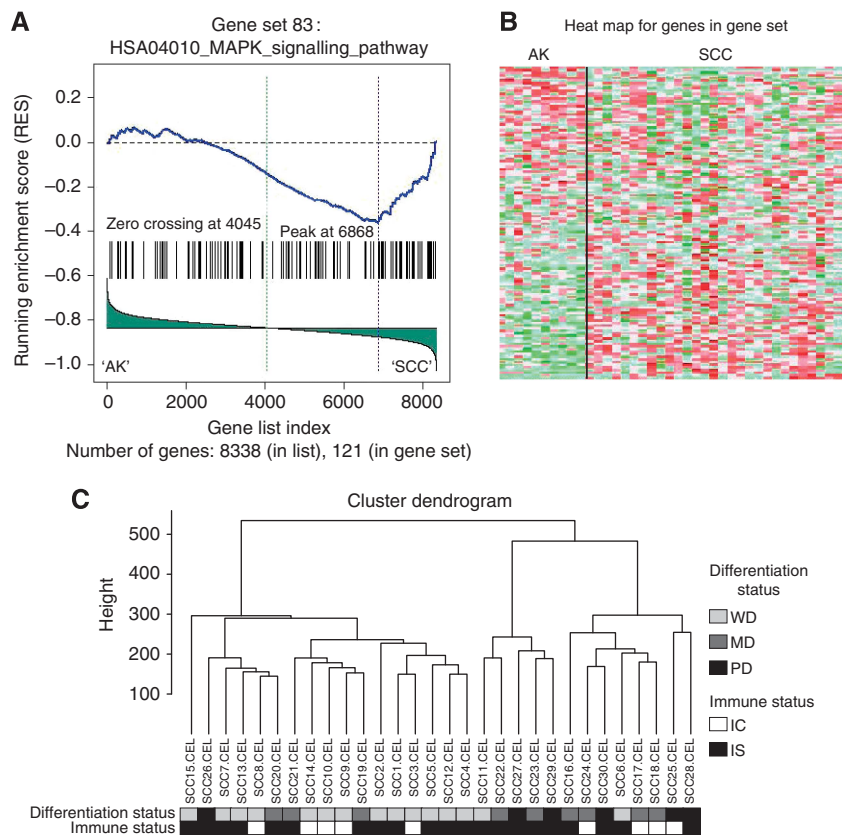 A
Gene set 83:
HSA04010_MAPK_signalling_pathway
Running enrichment score (RES)
0.2
0.0
−0.2
−0.4
−0.6
−0.8
−1.0
Zero crossing at 4045
Peak at 6868
'AK'
'SCC'
0
2000
4000
6000
8000
Gene list index
Number of genes: 8338 (in list), 121 (in gene set)
B
Heat map for genes in gene set
AK
SCC
C
Cluster dendrogram
Height
500
400
300
200
100
SCC15.CEL
SCC26.CEL
SCC7.CEL
SCC13.CEL
SCC8.CEL
SCC20.CEL
SCC21.CEL
SCC14.CEL
SCC10.CEL
SCC9.CEL
SCC19.CEL
SCC2.CEL
SCC1.CEL
SCC3.CEL
SCC5.CEL
SCC12.CEL
SCC4.CEL
SCC11.CEL
SCC22.CEL
SCC27.CEL
SCC23.CEL
SCC29.CEL
SCC16.CEL
SCC24.CEL
SCC30.CEL
SCC6.CEL
SCC17.CEL
SCC18.CEL
SCC25.CEL
SCC28.CEL
Differentiation status
Immune status
Differentiation
status
WD
MD
PD
Immune status
IC
IS